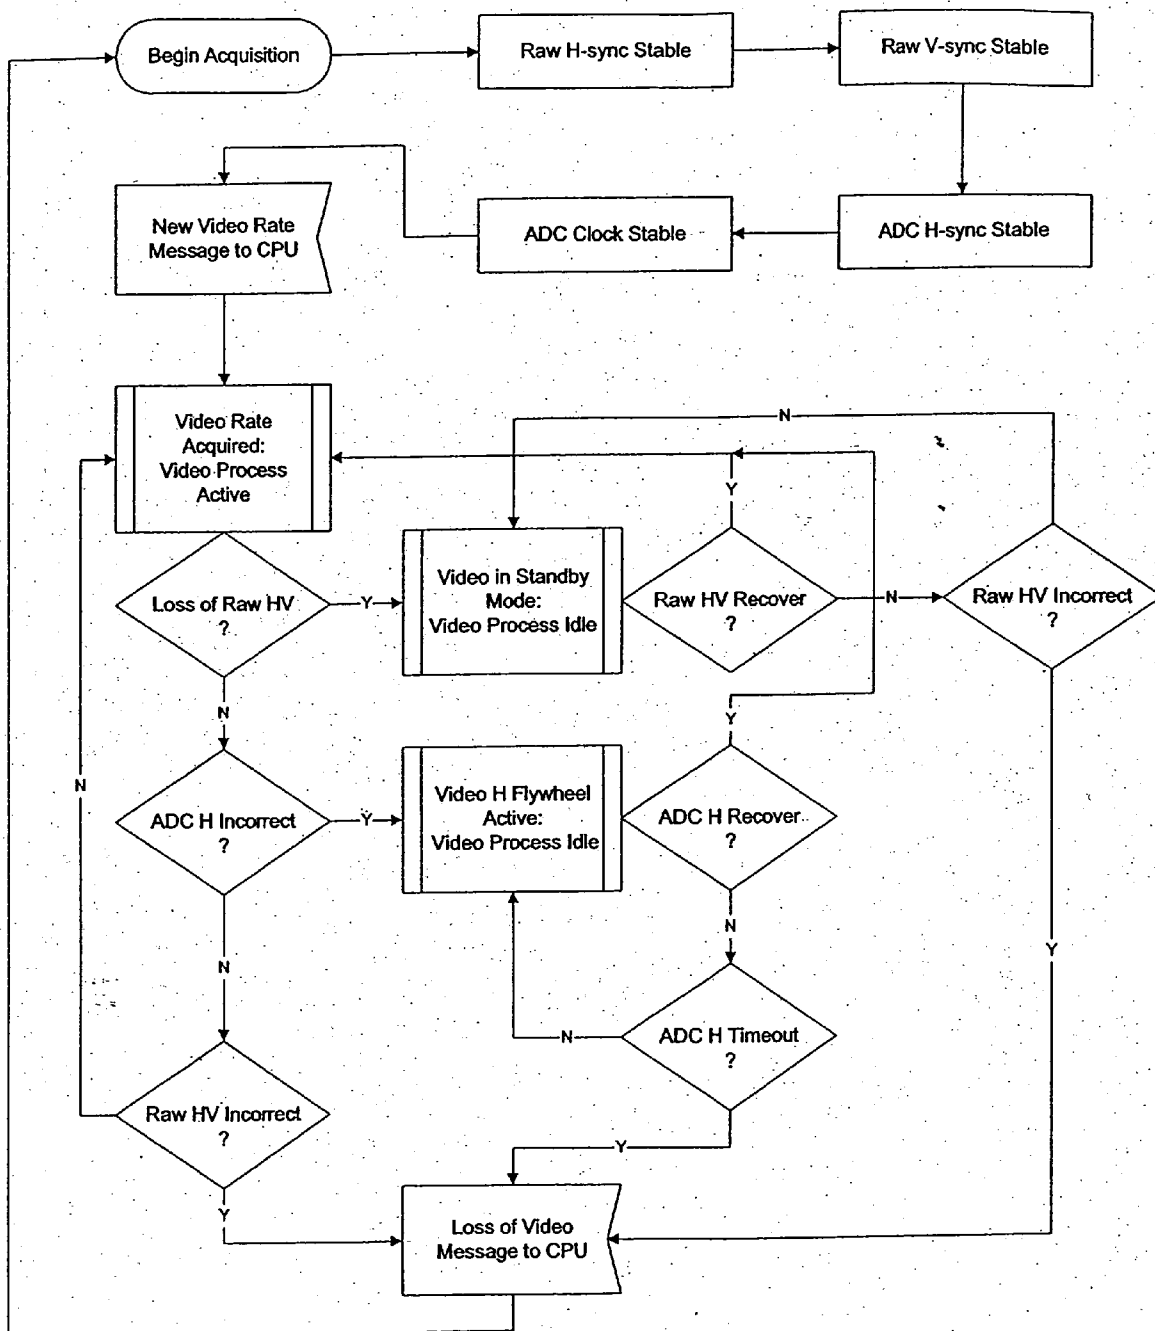 Begin Acquisition
Raw H-sync Stable
Raw V-sync Stable
New Video Rate
Message to CPU
ADC Clock Stable
ADC H-sync Stable
Video Rate
Acquired:
Video Process
Active
N
Y
Loss of Raw HV
?
Y
Video in Standby
Mode:
Video Process Idle
Raw HV Recover
?
N
Raw HV Incorrect
?
N
Y
N
ADC H Incorrect
?
Y
Video H Flywheel
Active:
Video Process Idle
ADC H Recover
?
N
Y
N
ADC H Timeout
?
N
Raw HV Incorrect
?
Y
Y
Loss of Video
Message to CPU
Y